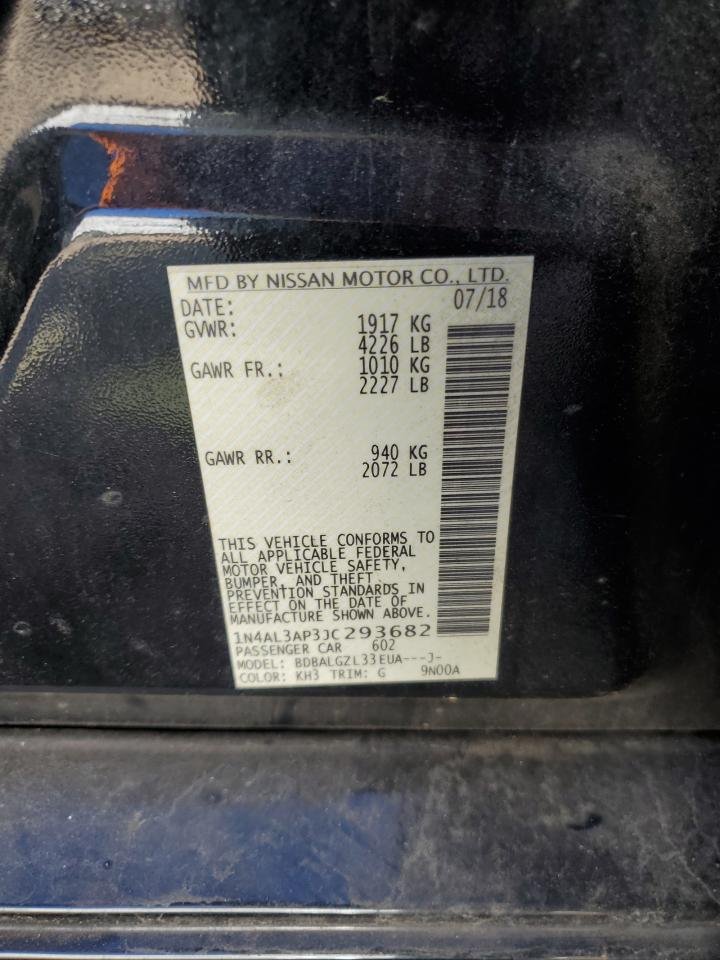 MFD BY NISSAN MOTOR CO., LTD.
DATE: 07/18
GVWR: 1917 KG
4226 LB
GAWR FR.: 1010 KG
2227 LB
GAWR RR.: 940 KG
2072 LB
THIS VEHICLE CONFORMS TO
ALL APPLICABLE FEDERAL
MOTOR VEHICLE SAFETY,
BUMPER, AND THEFT
PREVENTION STANDARDS IN
EFFECT ON THE DATE OF
MANUFACTURE SHOWN ABOVE.
1N4AL3AP3JC293682
PASSENGER CAR 602
MODEL: BDBALGZL33EUA---J-
COLOR: KH3 TRIM: G 9N00A